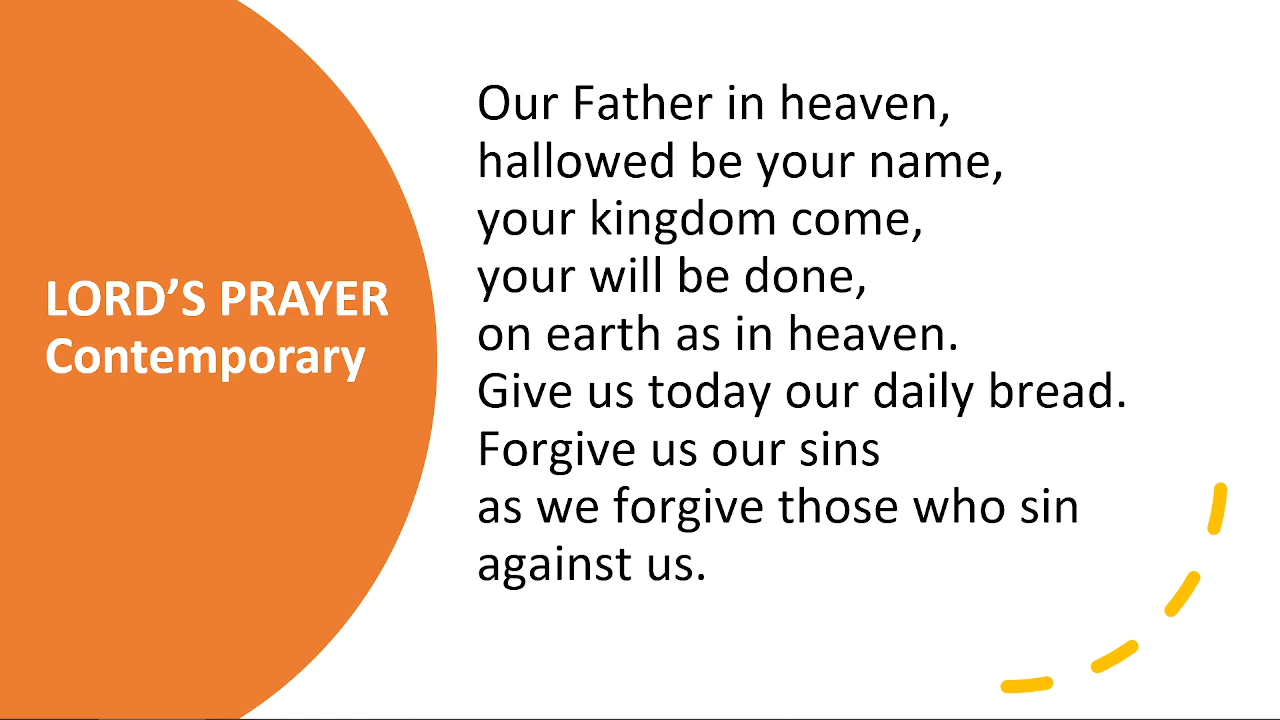 LORD’S PRAYER
Contemporary
Our Father in heaven,
hallowed be your name,
your kingdom come,
your will be done,
on earth as in heaven.
Give us today our daily bread.
Forgive us our sins
as we forgive those who sin
against us.